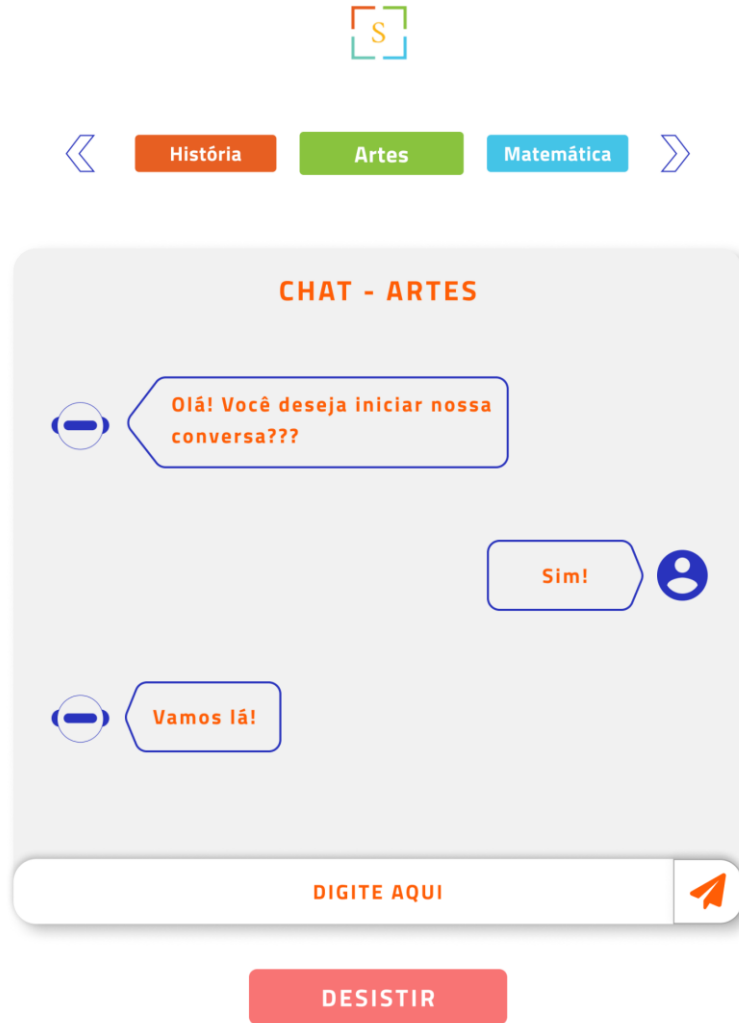 S
História
Artes
Matemática
CHAT - ARTES
Olá! Você deseja iniciar nossa
conversa???
Sim!
Vamos lá!
DIGITE AQUI
DESISTIR